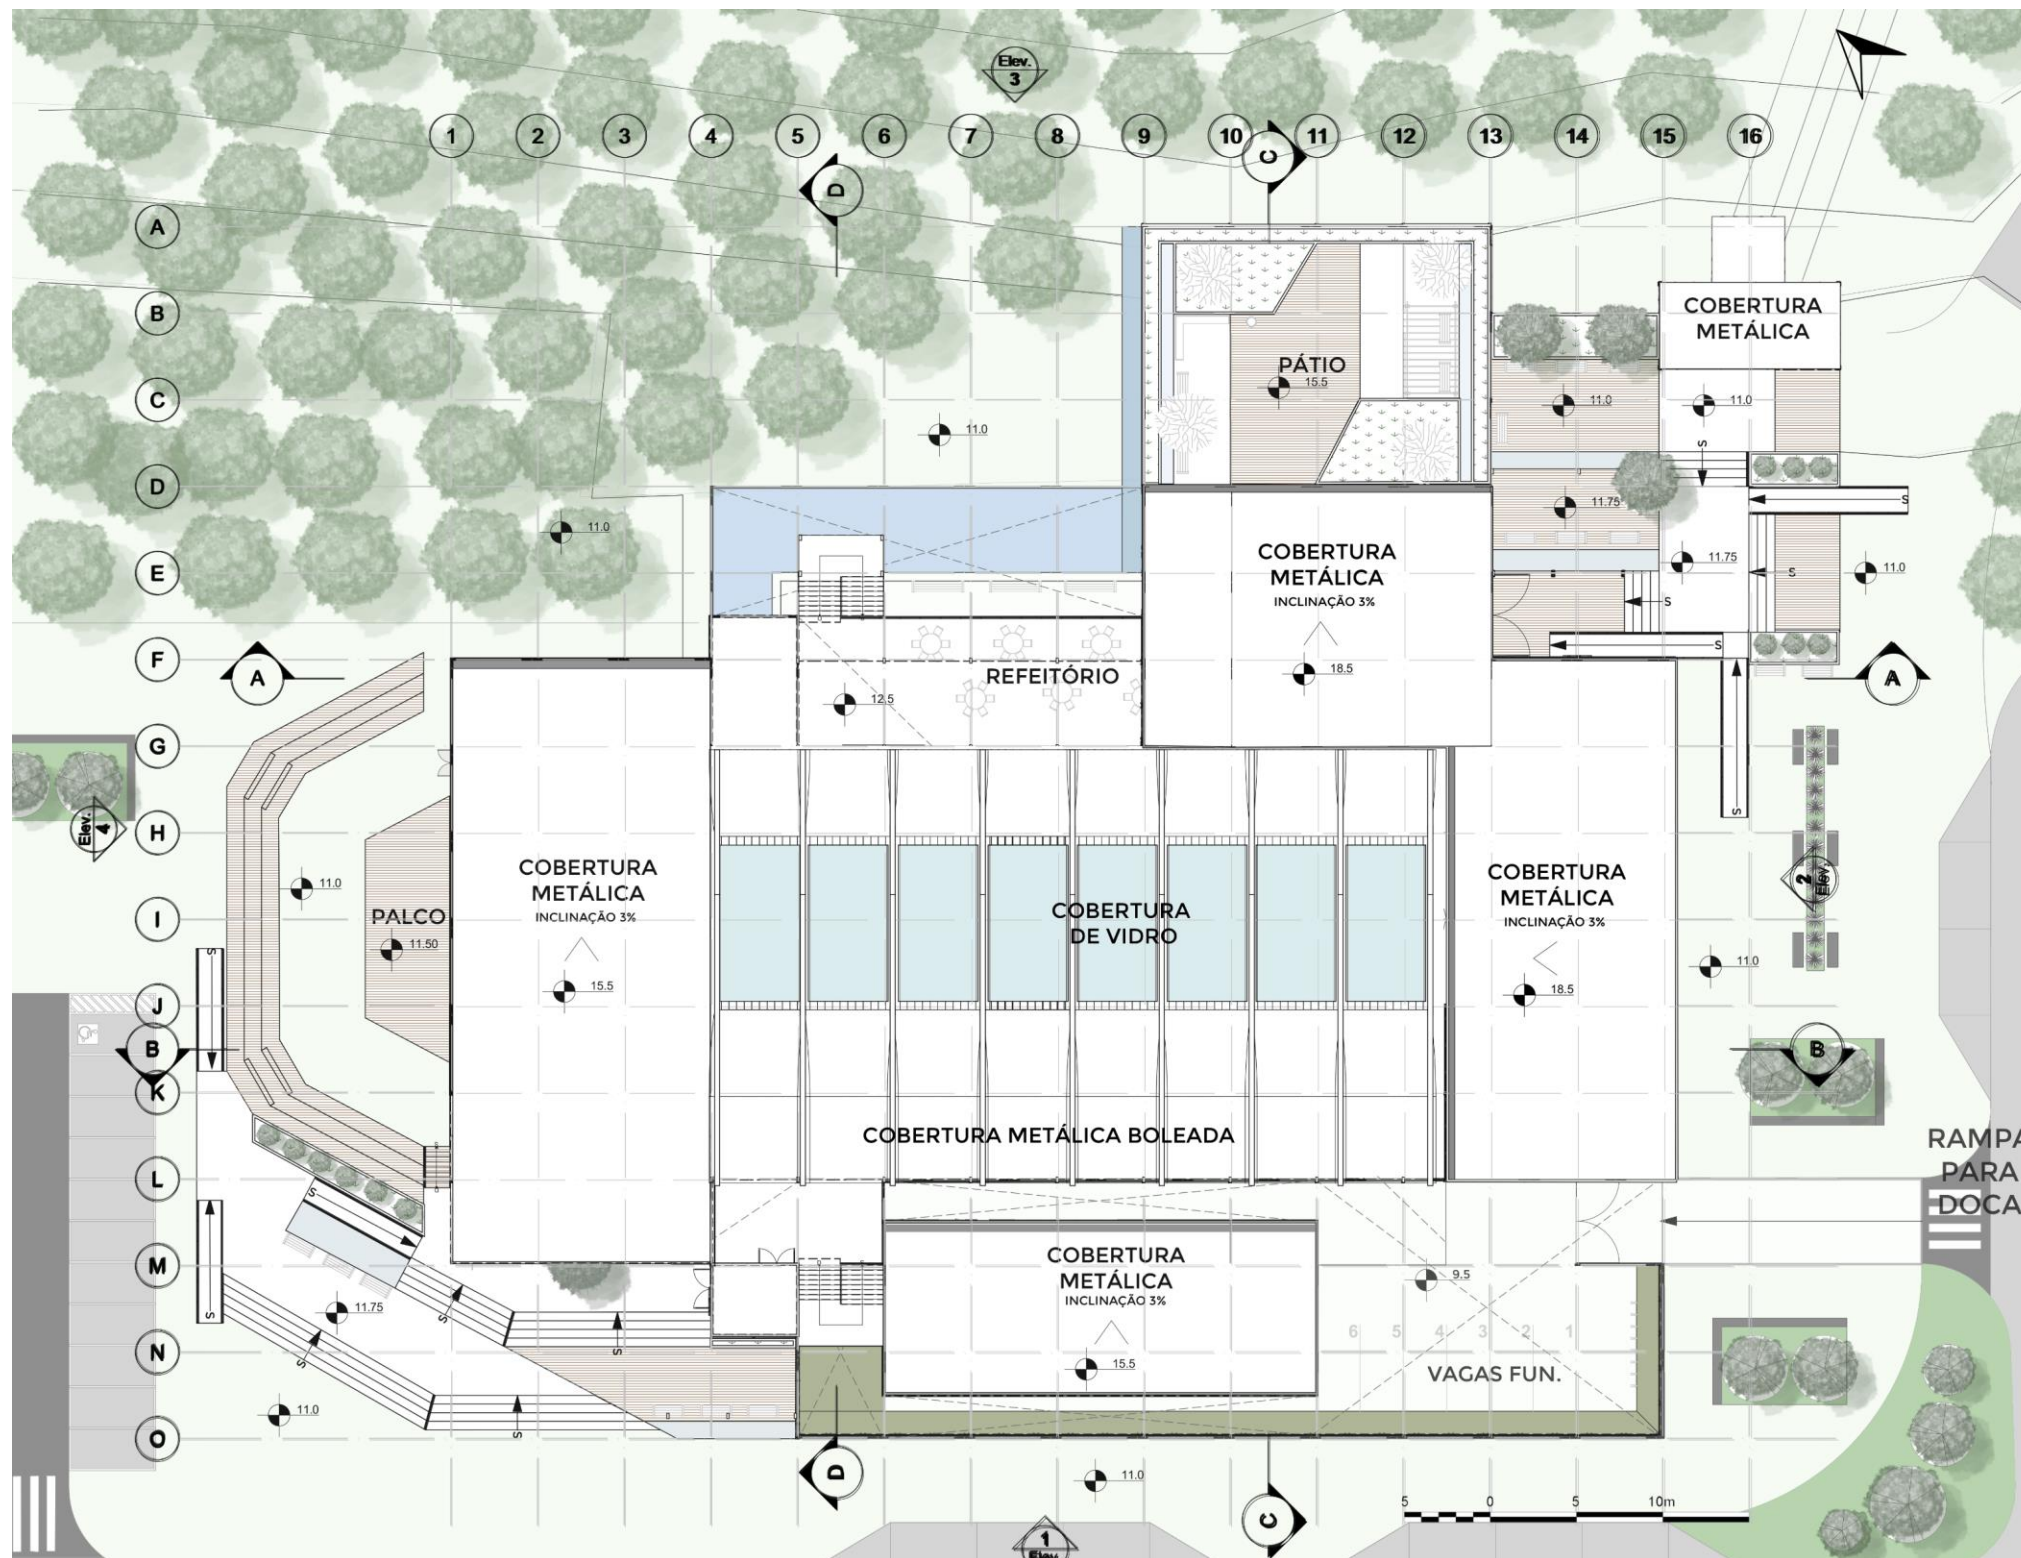 Elev.
3
1 2 3 4 5 6 7 8 9 10 11 12 13 14 15 16
C
D
A
B
COBERTURA
METÁLICA
PÁTIO
15.5
C
11.0
11.0
11.0
S
D
11.75
S
11.0
E
COBERTURA
METÁLICA
INCLINAÇÃO 3%
11.75
S
11.0
S
F
A
REFEITÓRIO
12.5
18.5
S
A
G
S
H
Elev.
4
COBERTURA
METÁLICA
INCLINAÇÃO 3%
15.5
11.0
I
PALCO
11.50
COBERTURA
DE VIDRO
COBERTURA
METÁLICA
INCLINAÇÃO 3%
18.5
2
Elev.
11.0
S
J
B
B
K
COBERTURA METÁLICA BOLEADA
RAMPA
PARA
DOCA
L
S
S
M
COBERTURA
METÁLICA
INCLINAÇÃO 3%
15.5
9.5
11.75
S
S
S
N
6 5 4 3 2 1
VAGAS FUN.
11.0
S
O
D
11.0
C
5 0 5 10m
1
Elev.